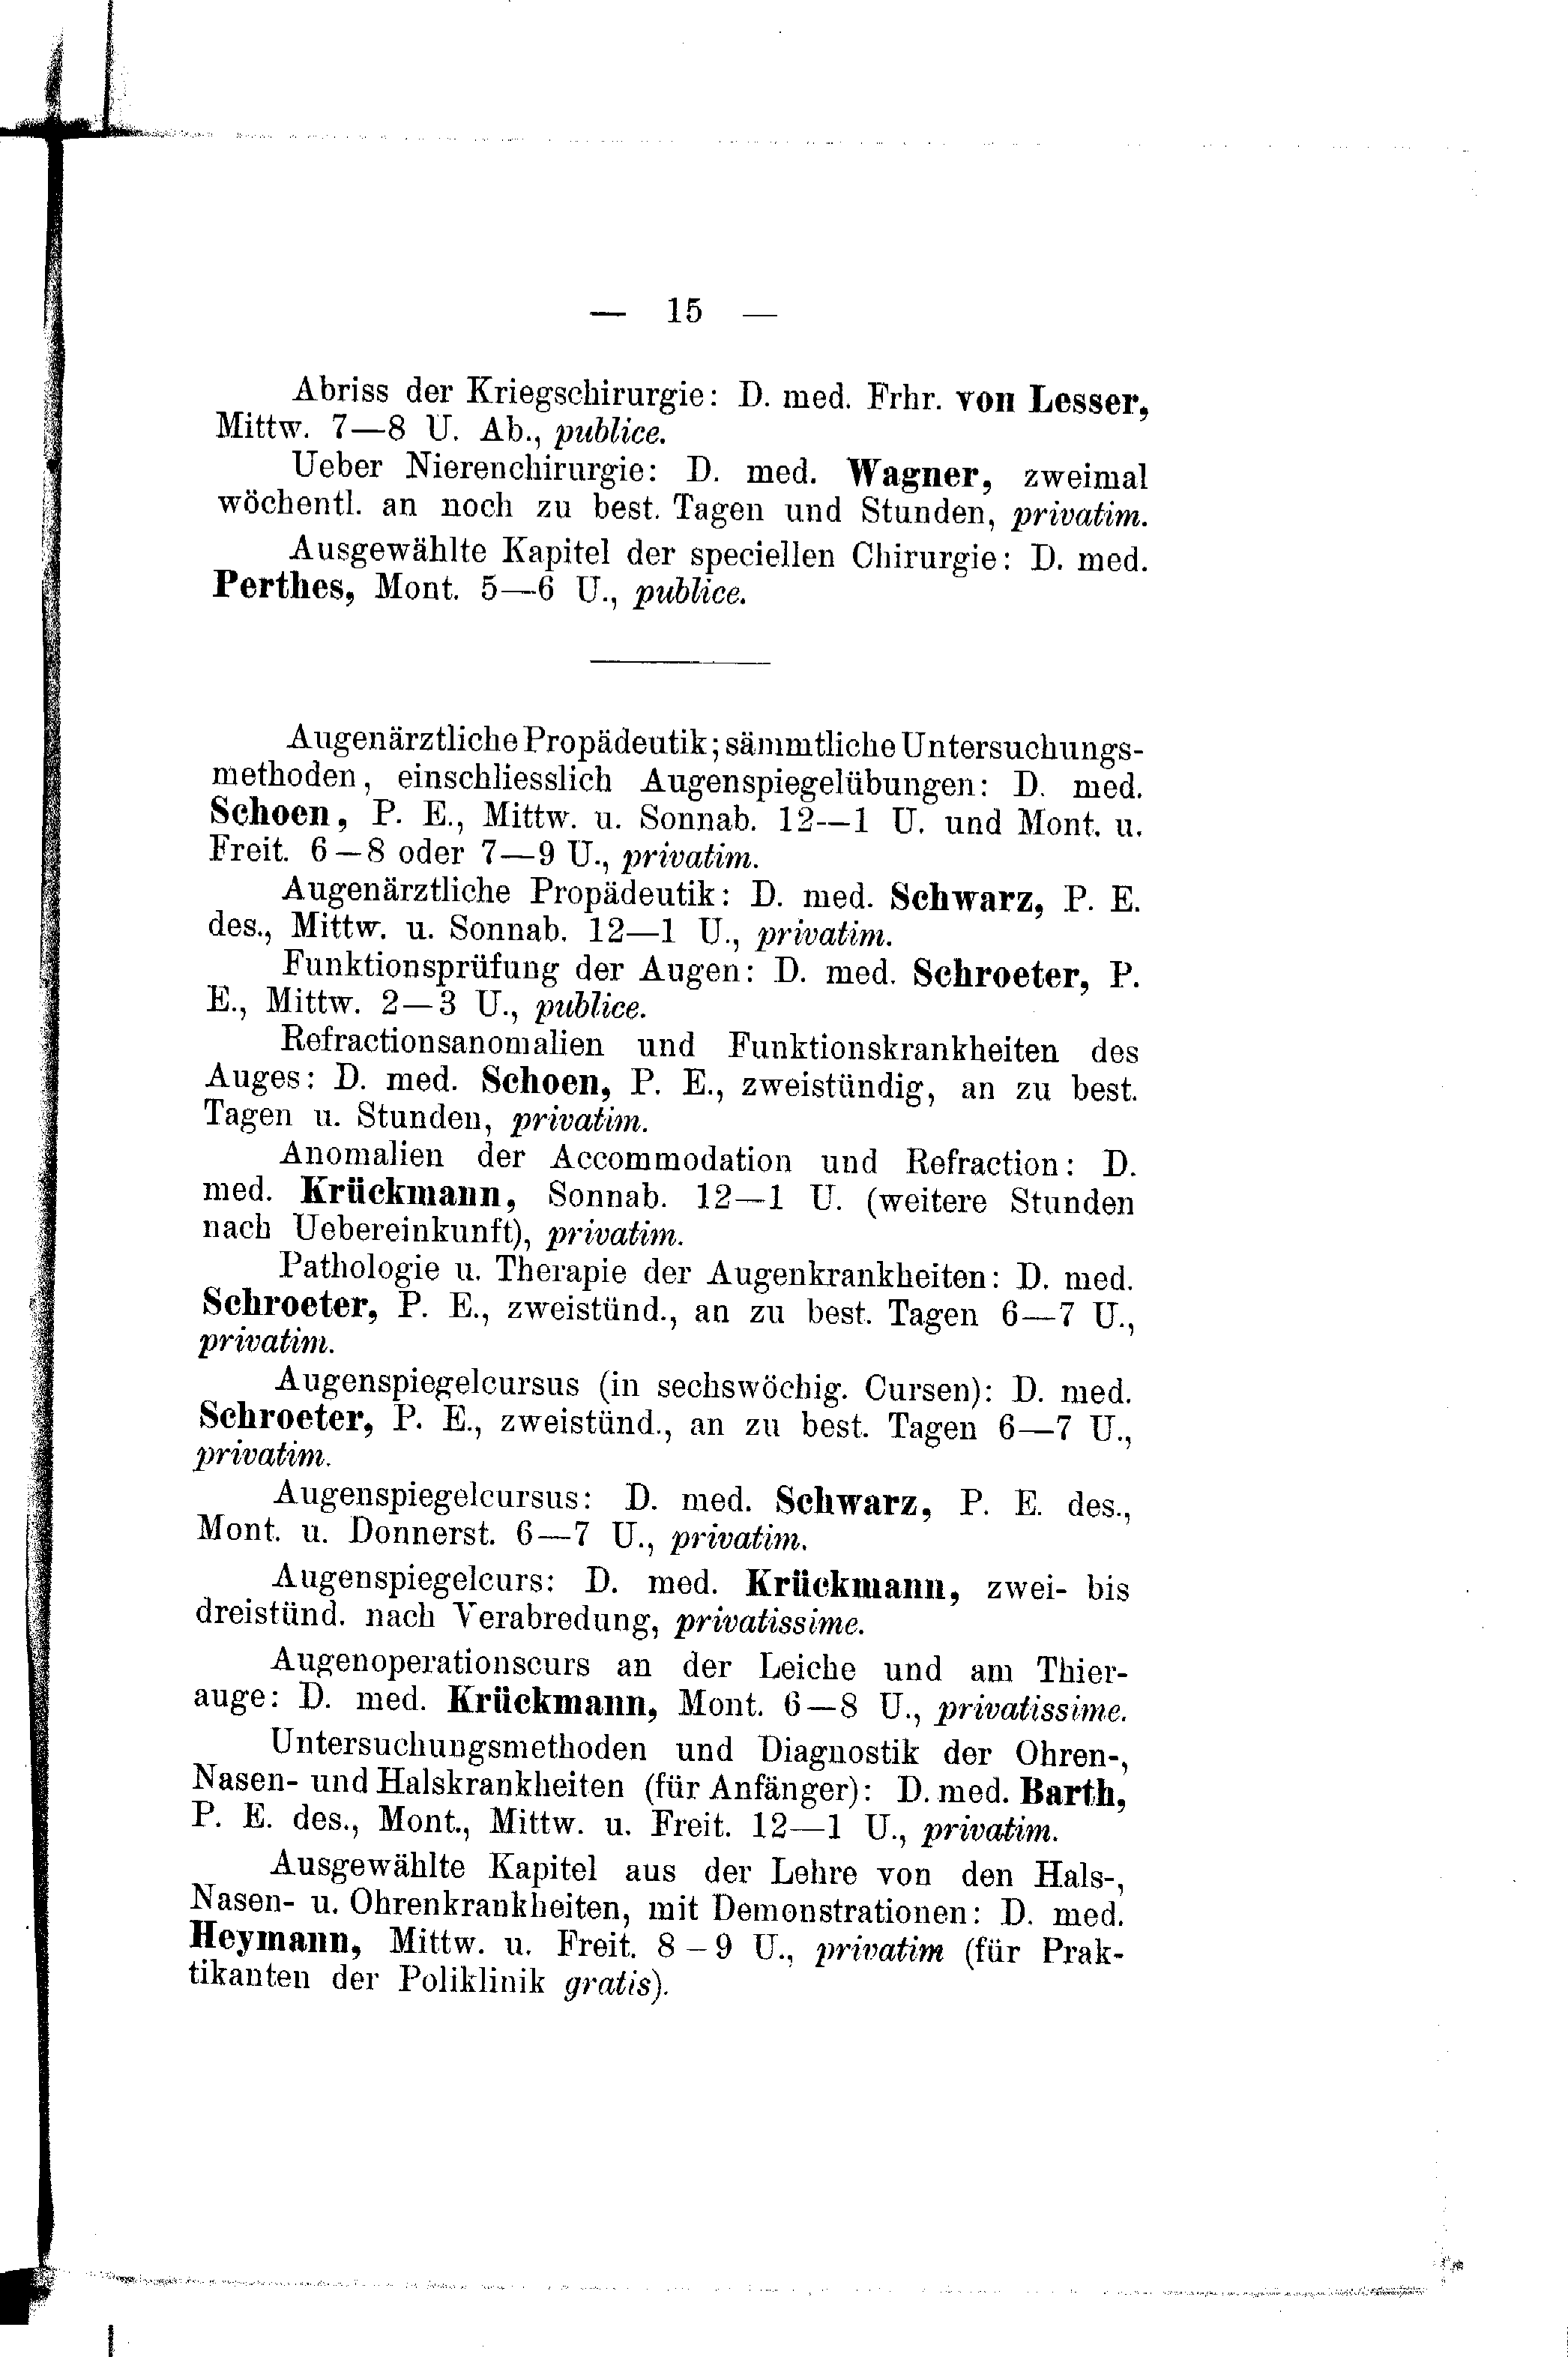 — 15 —
Abriss der Kriegschirurgie: D. med. Frhr. von Lesser,
Mittw. 7—8 U. Ab., publice.
Ueber Nierenchirurgie: D. med. Wagner, zweimal
wöchentl. an noch zu best. Tagen und Stunden, privatim.
Ausgewählte Kapitel der speciellen Chirurgie: D. med.
Perthes, Mont. 5—6 U., publice.
Augenärztliche Propädeutik; sämmtliche Untersuchungs-
methoden, einschliesslich Augenspiegelübungen: D. med.
Schoen, P. E., Mittw. u. Sonnab. 12—1 U. und Mont. u.
Freit. 6—8 oder 7—9 U., privatim.
Augenärztliche Propädeutik: D. med. Schwarz, P. E.
des., Mittw. u. Sonnab. 12—1 U., privatim.
Funktionsprüfung der Augen: D. med. Schroeter, P.
E., Mittw. 2—3 U., publice.
Refractionsanomalien und Funktionskrankheiten des
Auges: D. med. Schoen, P. E., zweistündig, an zu best.
Tagen u. Stunden, privatim.
Anomalien der Accommodation und Refraction: D.
med. Krückmann, Sonnab. 12—1 U. (weitere Stunden
nach Uebereinkunft), privatim.
Pathologie u. Therapie der Augenkrankheiten: D. med.
Schroeter, P. E., zweistünd., an zu best. Tagen 6—7 U.,
privatim.
Augenspiegelcursus (in sechswöchig. Cursen): D. med.
Schroeter, P. E., zweistünd., an zu best. Tagen 6—7 U.,
privatim.
Augenspiegelcursus: D. med. Schwarz, P. E. des.,
Mont. u. Donnerst. 6—7 U., privatim.
Augenspiegelcurs: D. med. Krückmann, zwei- bis
dreistünd. nach Verabredung, privatissime.
Augenoperationscurs an der Leiche und am Thier-
auge: D. med. Krückmann, Mont. 6—8 U., privatissime.
Untersuchungsmethoden und Diagnostik der Ohren-,
Nasen- und Halskrankheiten (für Anfänger): D. med. Barth,
P. E. des., Mont., Mittw. u. Freit. 12—1 U., privatim.
Ausgewählte Kapitel aus der Lehre von den Hals-,
Nasen- u. Ohrenkrankheiten, mit Demonstrationen: D. med.
Heymann, Mittw. u. Freit. 8—9 U., privatim (für Prak-
tikanten der Poliklinik gratis).